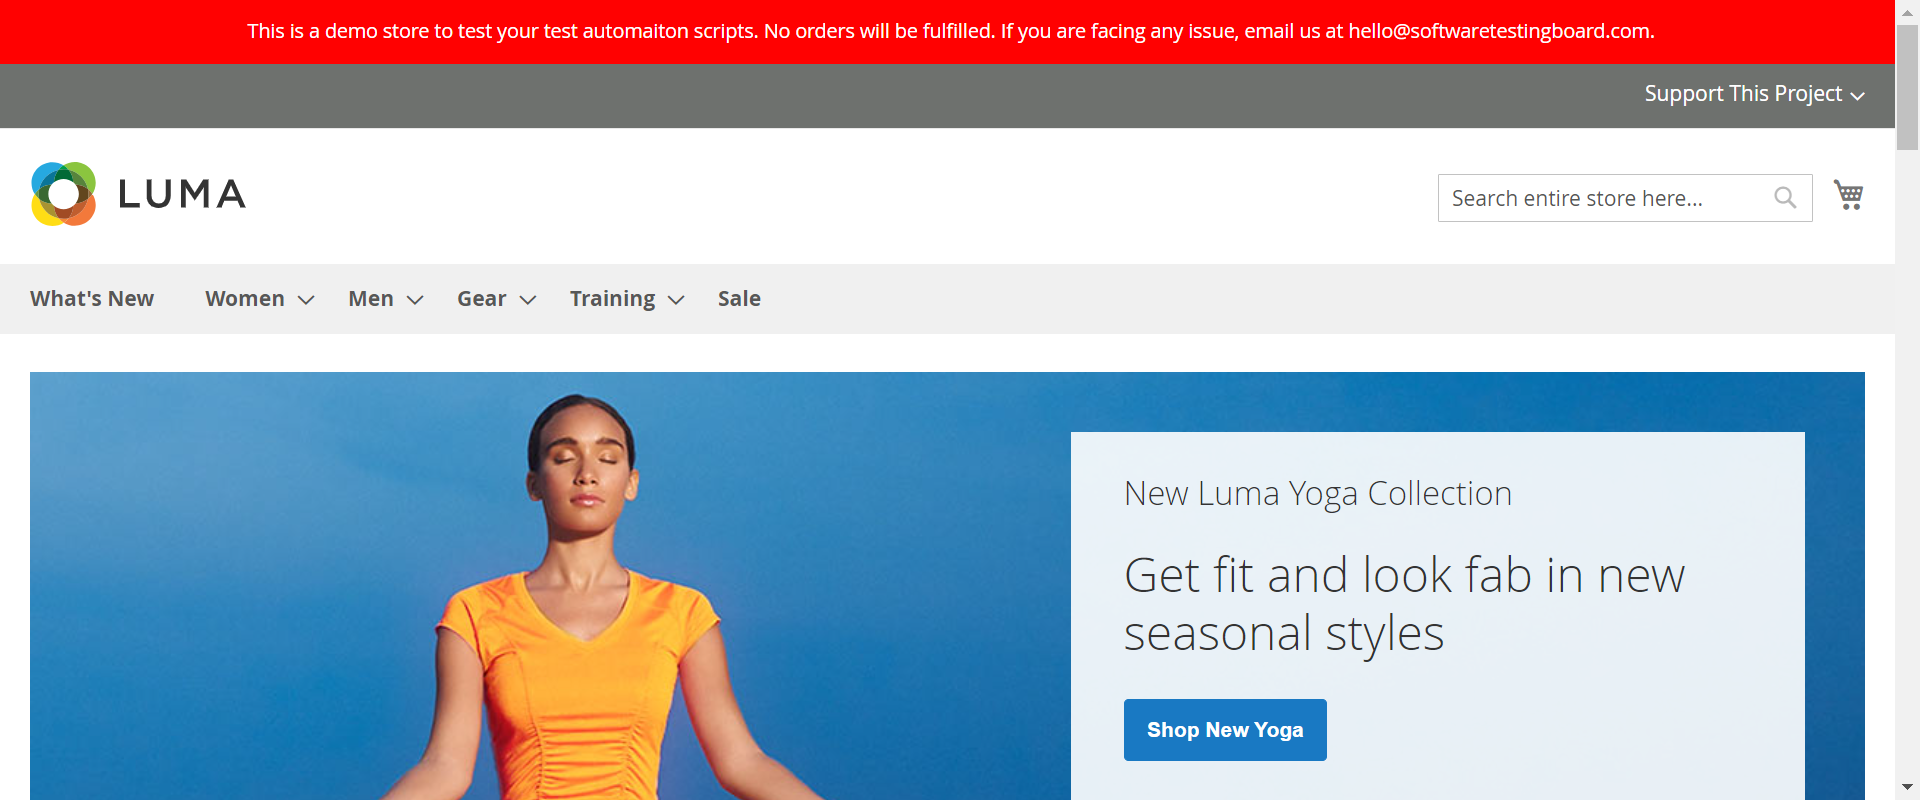 This is a demo store to test your test automaiton scripts. No orders will be fulfilled. If you are facing any issue, email us at hello@softwaretestingboard.com.
Support This Project
LUMA
Search entire store here...
What's New Women Men Gear Training Sale
New Luma Yoga Collection
Get fit and look fab in new
seasonal styles
Shop New Yoga